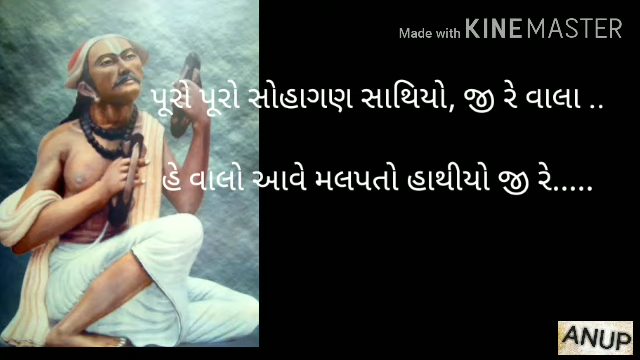 Made with KINEMASTER
પૂરો પૂરો સોહાગણ સાથિયો, જી રે વાલા ..
હે વાલો આવે મલપતો હાથીયો જી રે.....
ANUP